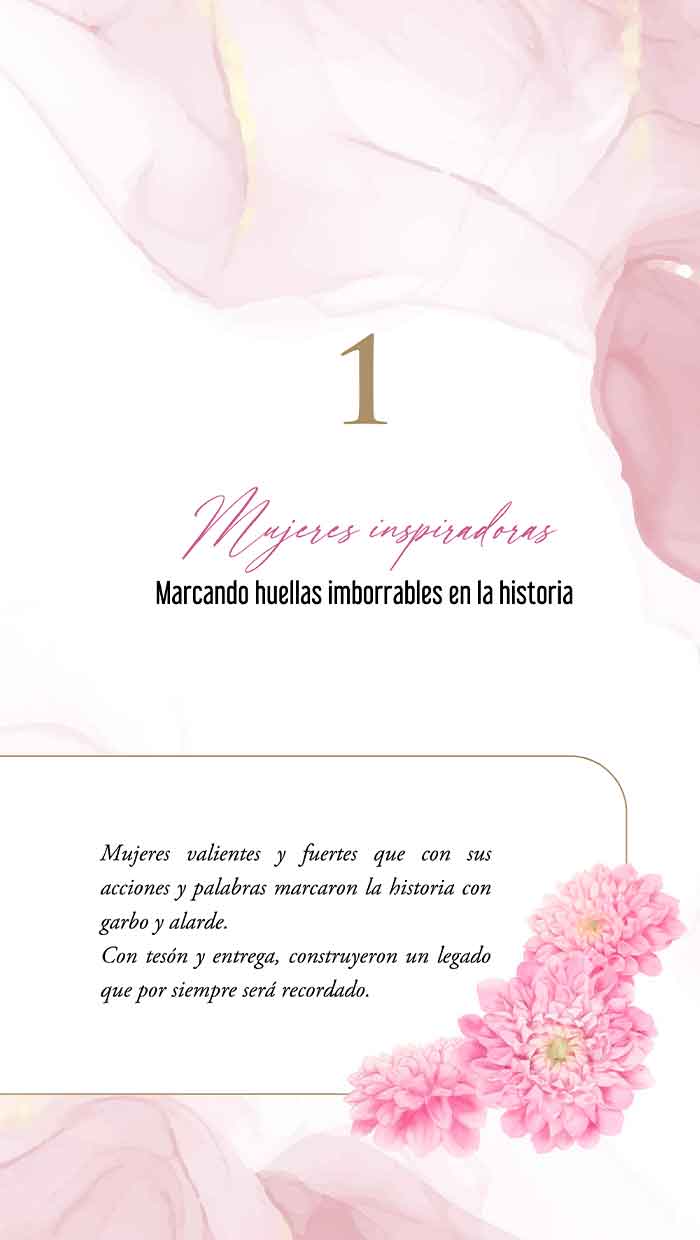 1
Mujeres inspiradoras
Marcando huellas imborrables en la historia
Mujeres valientes y fuertes que con sus
acciones y palabras marcaron la historia con
garbo y alarde.
Con tesón y entrega, construyeron un legado
que por siempre será recordado.